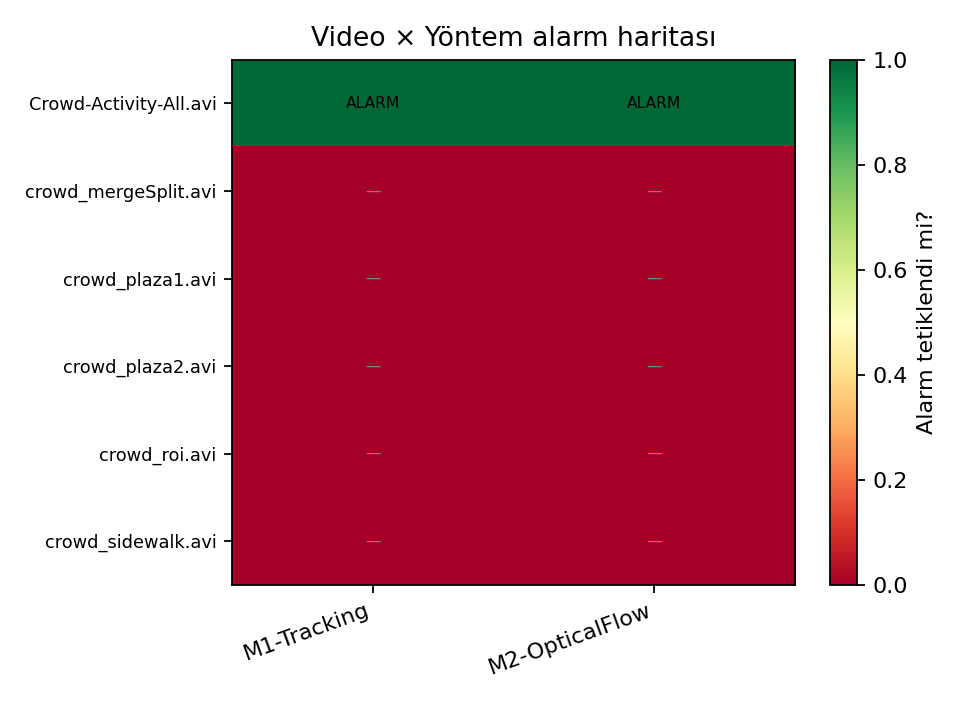 Video × Yöntem alarm haritası
Crowd-Activity-All.avi
ALARM
ALARM
crowd_mergeSplit.avi
—
—
crowd_plaza1.avi
—
—
crowd_plaza2.avi
—
—
crowd_roi.avi
—
—
crowd_sidewalk.avi
—
—
M1-Tracking
M2-OpticalFlow
1.0
0.8
0.6
0.4
0.2
0.0
Alarm tetiklendi mi?